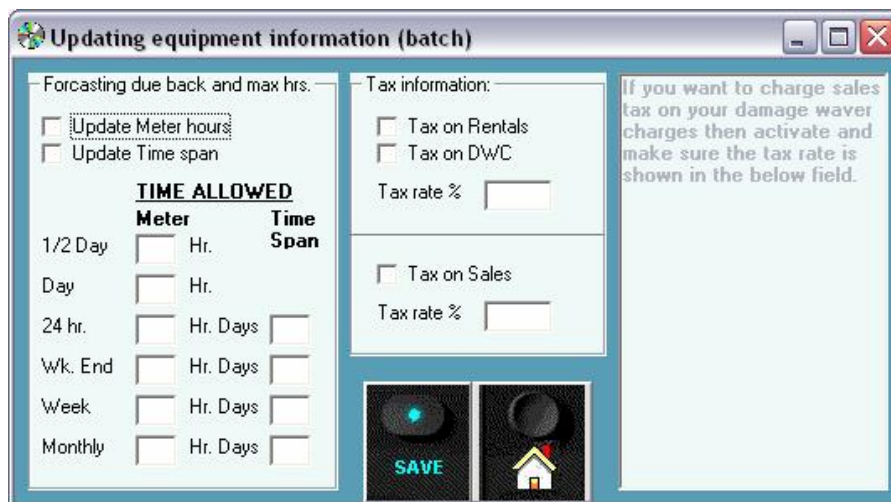 Updating equipment information (batch)
Forcasting due back and max hrs.
Update Meter hours
Update Time span
TIME ALLOWED
Meter Time Span
1/2 Day Hr.
Day Hr.
24 hr. Hr. Days
Wk. End Hr. Days
Week Hr. Days
Monthly Hr. Days
Tax information:
Tax on Rentals
Tax on DWC
Tax rate %
Tax on Sales
Tax rate %
SAVE
If you want to charge sales
tax on your damage waver
charges then activate and
make sure the tax rate is
shown in the below field.